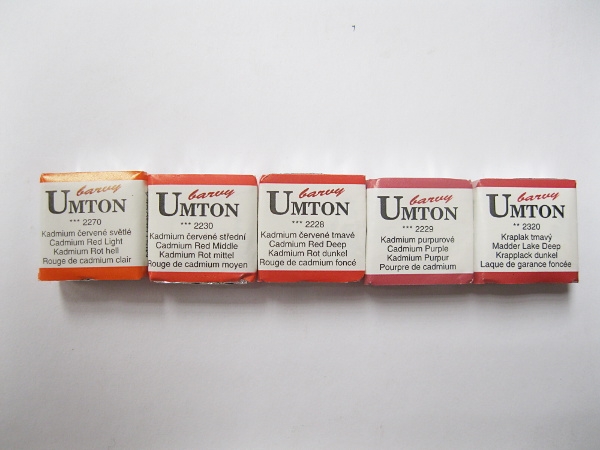 barvy
UMTON
*** 2270
Kadmium červené světlé
Cadmium Red Light
Kadmium Rot hell
Rouge de cadmium clair
barvy
UMTON
*** 2230
Kadmium červené střední
Cadmium Red Middle
Kadmium Rot mittel
Rouge de cadmium moyen
barvy
UMTON
*** 2228
Kadmium červené tmavé
Cadmium Red Deep
Kadmium Rot dunkel
Rouge de cadmium foncé
barvy
UMTON
*** 2229
Kadmium purpurové
Cadmium Purple
Kadmium Purpur
Pourpre de cadmium
barvy
UMTON
** 2320
Kraplak tmavý
Madder Lake Deep
Krapplack dunkel
Laque de garance foncée